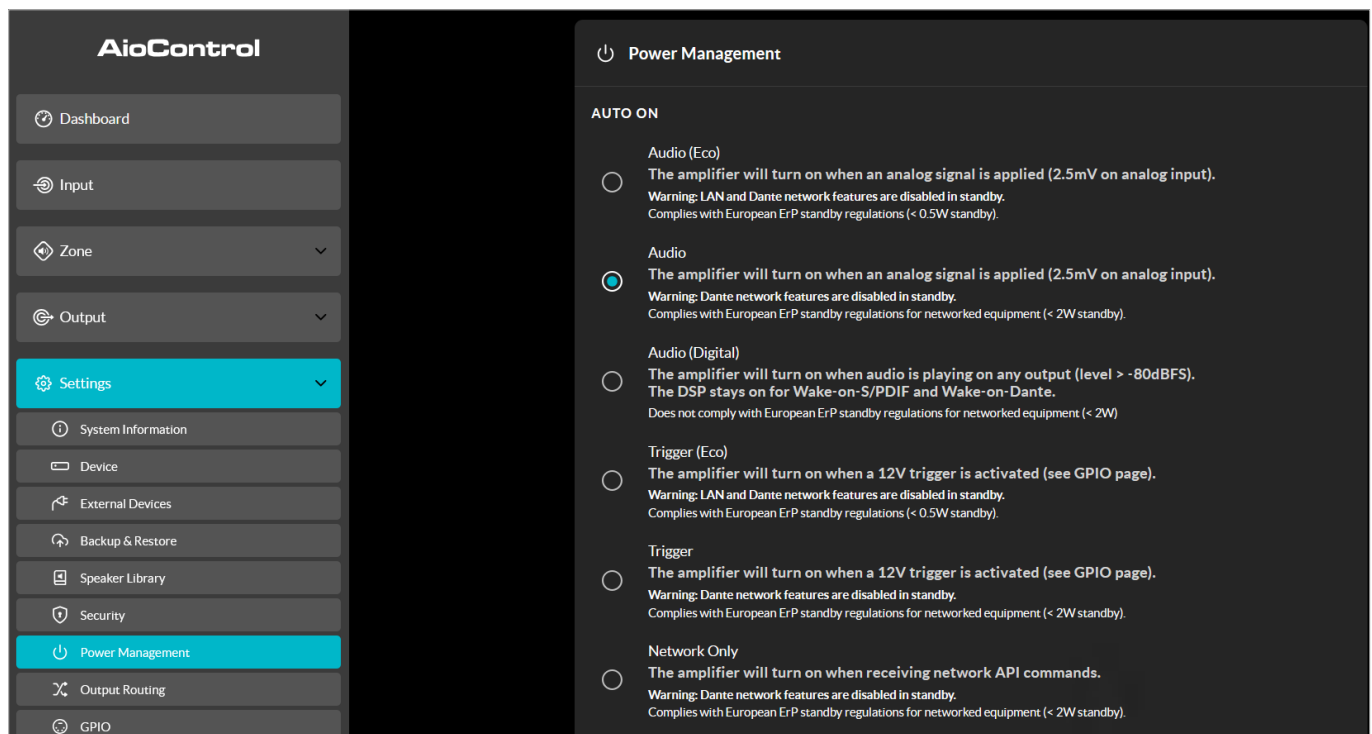 AioControl
Dashboard
Input
Zone
Output
Settings
System Information
Device
External Devices
Backup & Restore
Speaker Library
Security
Power Management
Output Routing
GPIO
Power Management
AUTO ON
Audio (Eco)
The amplifier will turn on when an analog signal is applied (2.5mV on analog input).
Warning: LAN and Dante network features are disabled in standby.
Complies with European ErP standby regulations (< 0.5W standby).
Audio
The amplifier will turn on when an analog signal is applied (2.5mV on analog input).
Warning: Dante network features are disabled in standby.
Complies with European ErP standby regulations for networked equipment (< 2W standby).
Audio (Digital)
The amplifier will turn on when audio is playing on any output (level > -80dBFS).
The DSP stays on for Wake-on-S/PDIF and Wake-on-Dante.
Does not comply with European ErP standby regulations for networked equipment (< 2W)
Trigger (Eco)
The amplifier will turn on when a 12V trigger is activated (see GPIO page).
Warning: LAN and Dante network features are disabled in standby.
Complies with European ErP standby regulations (< 0.5W standby).
Trigger
The amplifier will turn on when a 12V trigger is activated (see GPIO page).
Warning: Dante network features are disabled in standby.
Complies with European ErP standby regulations for networked equipment (< 2W standby).
Network Only
The amplifier will turn on when receiving network API commands.
Warning: Dante network features are disabled in standby.
Complies with European ErP standby regulations for networked equipment (< 2W standby).